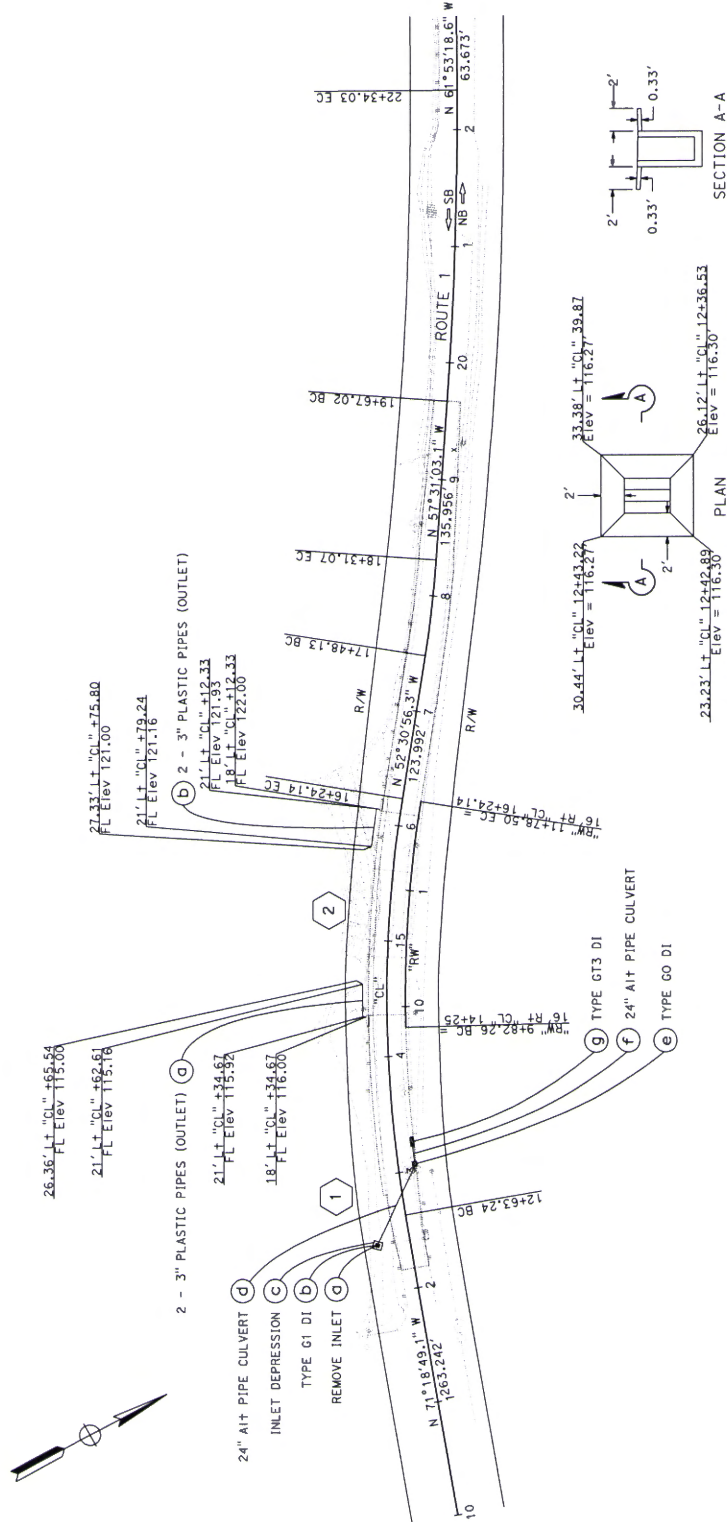 26.36' Lt "CL" +65.54
FL Elev 115.00
21' Lt "CL" +62.61
FL Elev 115.16
2 - 3" PLASTIC PIPES (OUTLET) a
21' Lt "CL" +34.67
FL Elev 115.92
18' Lt "CL" +34.67
FL Elev 116.00
27.33' Lt "CL" +75.80
FL Elev 121.00
21' Lt "CL" +79.24
FL Elev 121.16
b 2 - 3" PLASTIC PIPES (OUTLET)
21' Lt "CL" +12.33
FL Elev 121.93
18' Lt "CL" +12.33
FL Elev 122.00
24" Alt PIPE CULVERT d
INLET DEPRESSION c
TYPE G1 DI b
REMOVE INLET a
1
2
R/W
R/W
"CL"
"RW"
16+24.14 EC
17+48.13 BC
18+31.07 EC
19+67.02 BC
22+34.03 EC
10
N 71°18'49.1" W
1263.242'
2
3
4
15
6
N 52°30'56.3" W
123.992'
7
8
N 57°31'03.1" W
135.956'
9
20
ROUTE 1
1
SB
NB
2
N 61°53'18.6" W
63.673'
10
1
12+63.24 BC
"RW" 9+82.26 BC =
16' Rt "CL" 14+25
"RW" 11+78.50 EC =
16' Rt "CL" 16+24.14
g TYPE GT3 DI
f 24" Alt PIPE CULVERT
e TYPE GO DI
30.44' Lt "CL" 12+43.22
Elev = 116.27'
33.38' Lt "CL" 39.87
Elev = 116.27'
2'
2'
A
A
23.23' Lt "CL" 12+42.89
Elev = 116.30'
26.12' Lt "CL" 12+36.53
Elev = 116.30'
PLAN
2'
2'
0.33'
0.33'
SECTION A-A